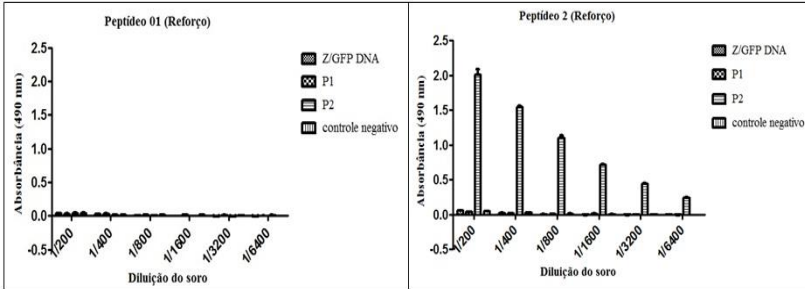 Peptídeo 01 (Reforço)
Absorbância (490 nm)
2.5
2.0
1.5
1.0
0.5
0.0
-0.5
1/200
1/400
1/800
1/1600
1/3200
1/6400
Diluição do soro
Z/GFP DNA
P1
P2
controle negativo
Peptídeo 2 (Reforço)
Absorbância (490 nm)
2.5
2.0
1.5
1.0
0.5
0.0
-0.5
1/200
1/400
1/800
1/1600
1/3200
1/6400
Diluição do soro
Z/GFP DNA
P1
P2
controle negativo